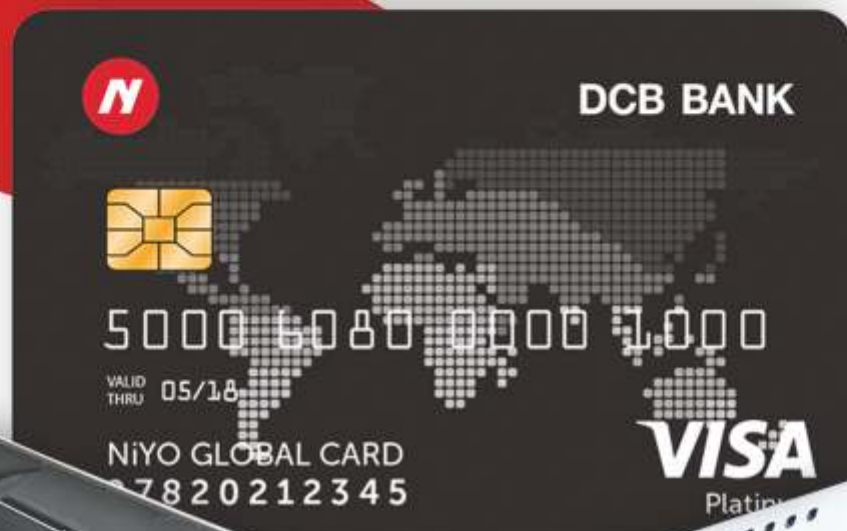 N
DCB BANK
5000 6080 0000 1000
VALID
THRU 05/18
NiYO GLOBAL CARD
7820212345
VISA